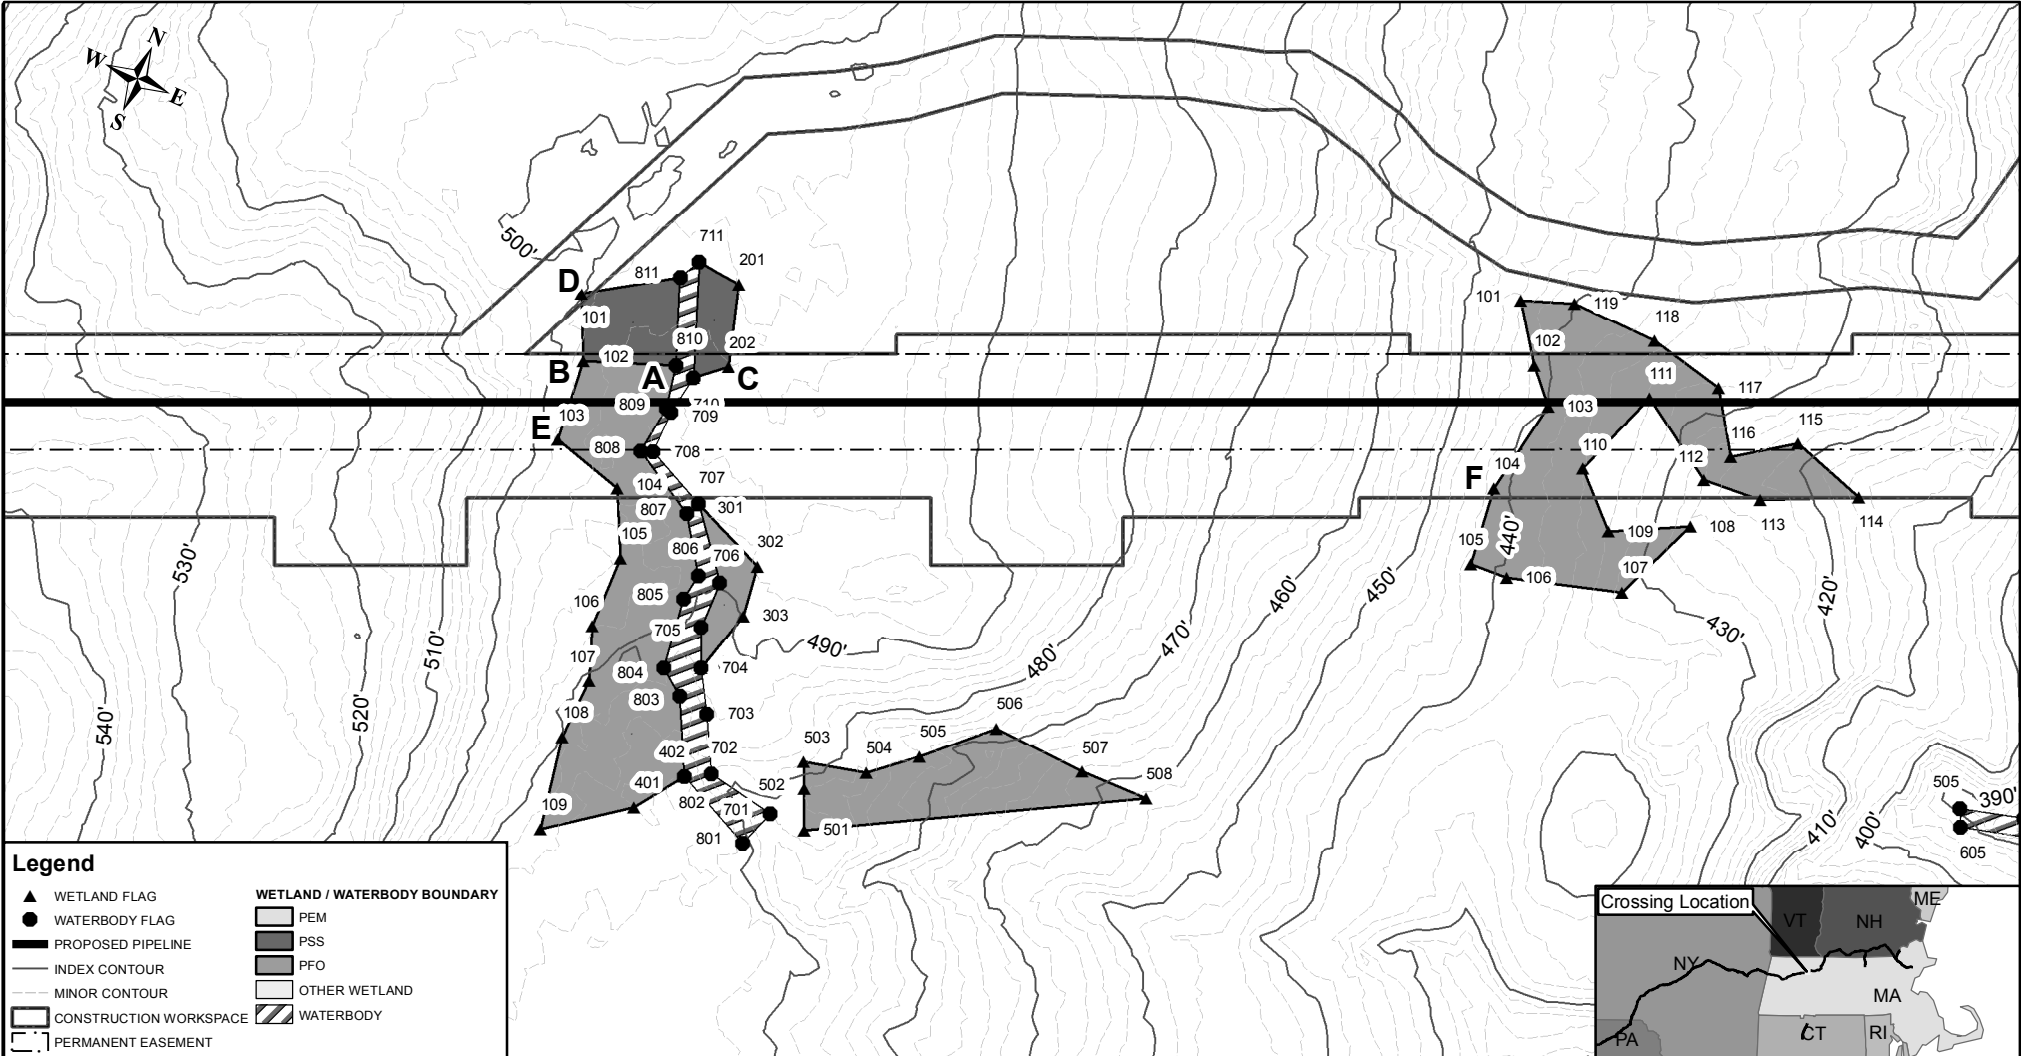 N
W
E
S
500'
711
201
811
D
101
810
202
102
B
A
C
809
710
103
709
E
808
708
104
707
807
301
105
302
806
706
805
106
303
705
490'
107
804
704
803
108
703
402
702
401
502
109
802
701
801
530'
510'
520'
540'
503
504
505
506
507
508
501
480'
470'
460'
450'
101
119
102
118
111
117
103
115
110
116
104
112
F
440'
105
109
108
113
114
106
107
430'
420'
410'
400'
505
390'
605
Legend
WETLAND FLAG
WATERBODY FLAG
PROPOSED PIPELINE
INDEX CONTOUR
MINOR CONTOUR
CONSTRUCTION WORKSPACE
PERMANENT EASEMENT
WETLAND / WATERBODY BOUNDARY
PEM
PSS
PFO
OTHER WETLAND
WATERBODY
Crossing Location
VT
NH
ME
NY
MA
CT
RI
PA